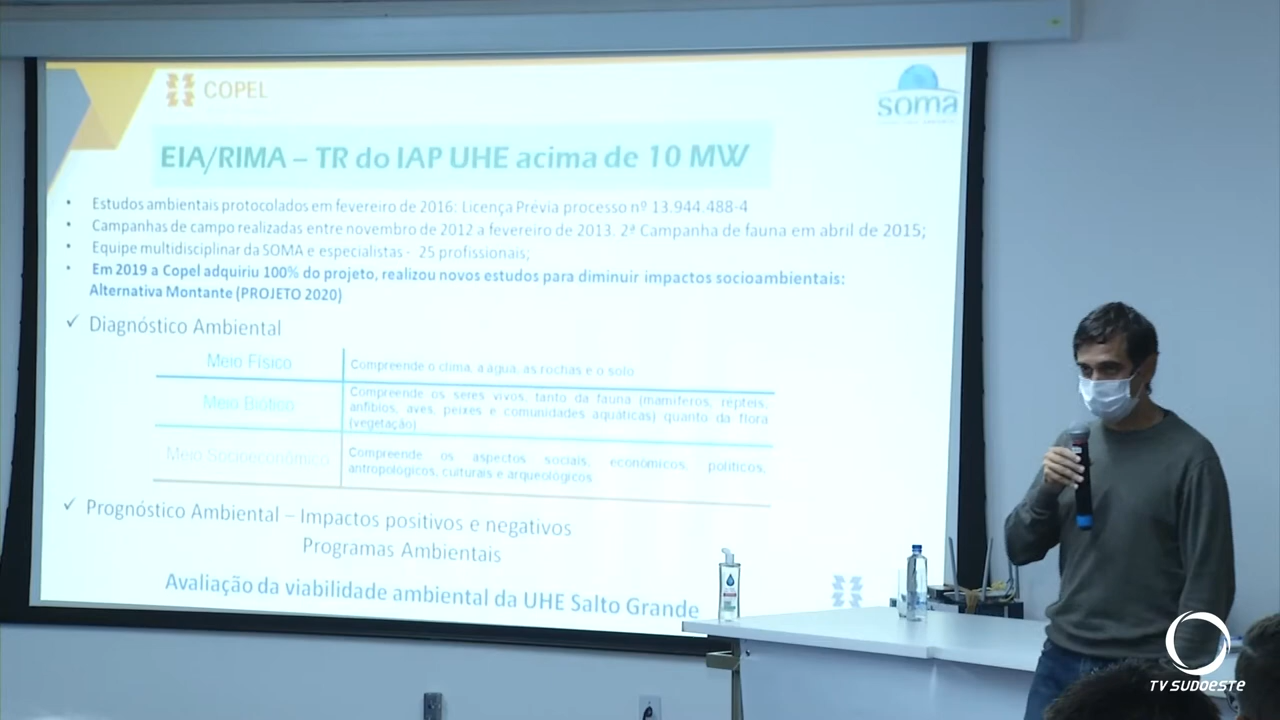 COPEL
soma
EIA/RIMA – TR do IAP UHE acima de 10 MW
• Estudos ambientais protocolados em fevereiro de 2016: Licença Prévia processo nº 13.944.488-4
• Campanhas de campo realizadas entre novembro de 2012 a fevereiro de 2013. 2ª Campanha de fauna em abril de 2015;
• Equipe multidisciplinar da SOMA e especialistas - 25 profissionais;
• Em 2019 a Copel adquiriu 100% do projeto, realizou novos estudos para diminuir impactos socioambientais:
Alternativa Montante (PROJETO 2020)
✓ Diagnóstico Ambiental
Meio Físico
Compreende o clima, a água, as rochas e o solo
Meio Biótico
Compreende os seres vivos, tanto da fauna (mamíferos, répteis,
anfíbios, aves, peixes e comunidades aquáticas) quanto da flora
(vegetação)
Meio Socioeconômico
Compreende os aspectos sociais, econômicos, políticos,
antropológicos, culturais e arqueológicos
✓ Prognóstico Ambiental – Impactos positivos e negativos
Programas Ambientais
Avaliação da viabilidade ambiental da UHE Salto Grande
TV SUDOESTE